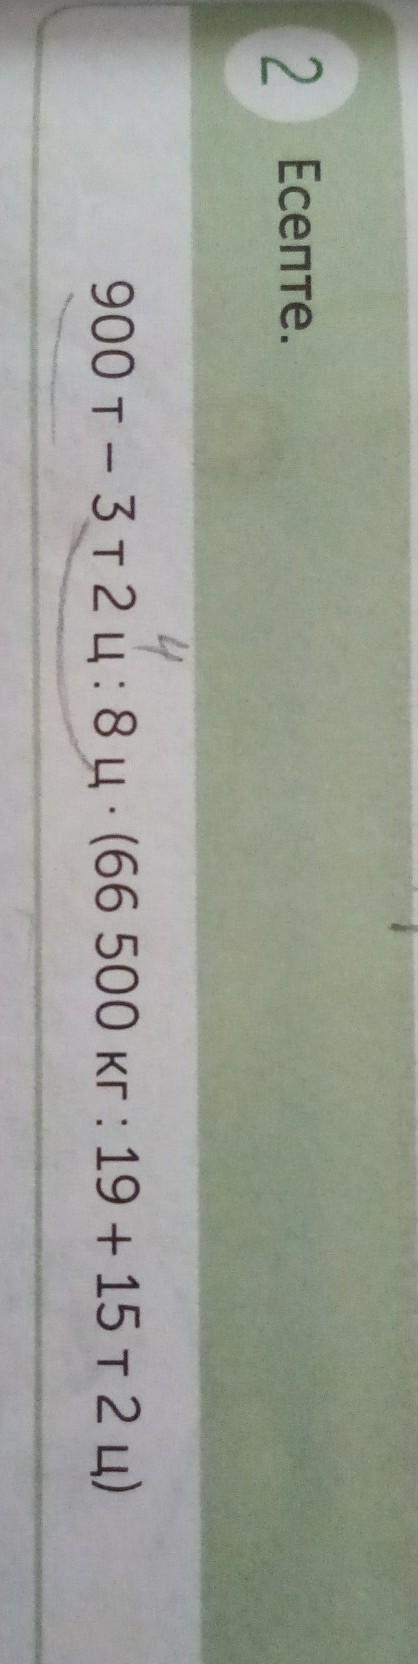 2 Есепте.
4
900 т – 3 т 2 ц : 8 ц · (66 500 кг : 19 + 15 т 2 ц)